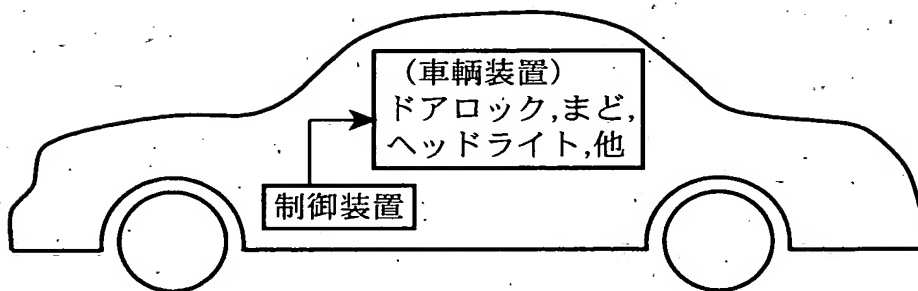 （車輌装置）
ドアロック,まど,
ヘッドライト,他
制御装置